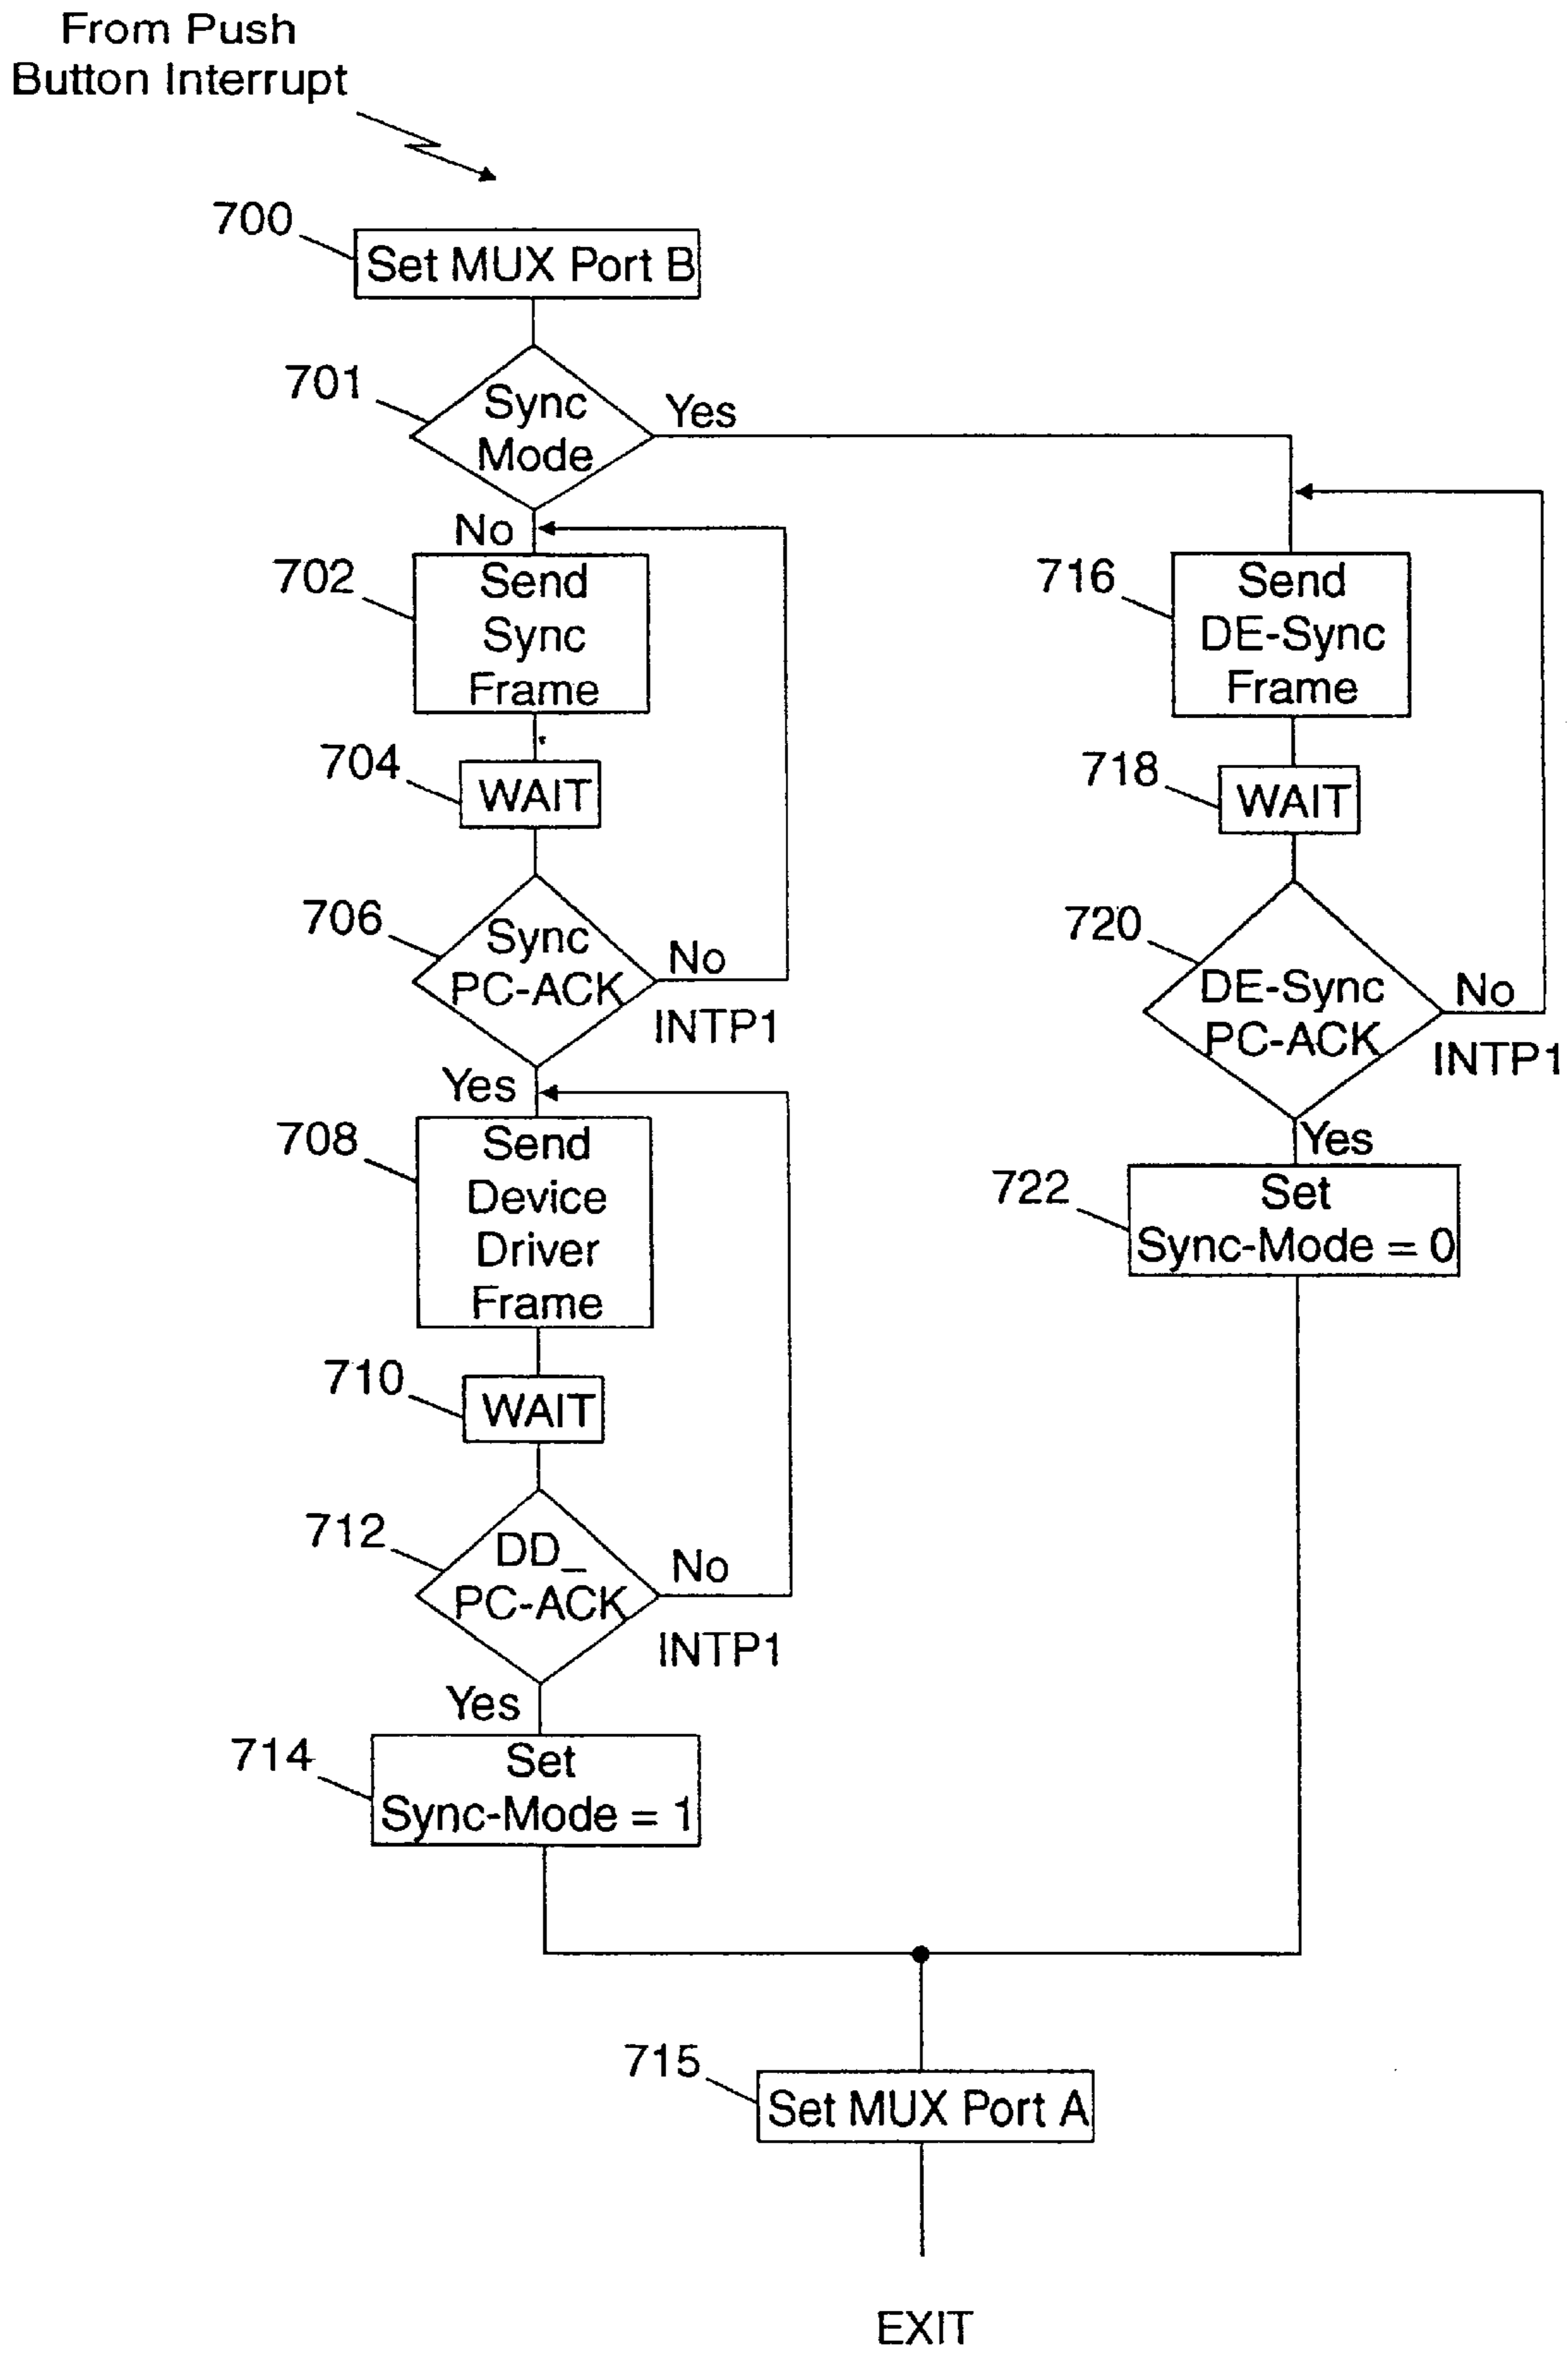 From Push
Button Interrupt
700
Set MUX Port B
701
Sync
Mode
Yes
No
702
Send
Sync
Frame
704
WAIT
706
Sync
PC-ACK
No
INTP1
Yes
708
Send
Device
Driver
Frame
710
WAIT
712
DD_
PC-ACK
No
INTP1
Yes
714
Set
Sync-Mode = 1
716
Send
DE-Sync
Frame
718
WAIT
720
DE-Sync
PC-ACK
No
INTP1
Yes
722
Set
Sync-Mode = 0
715
Set MUX Port A
EXIT